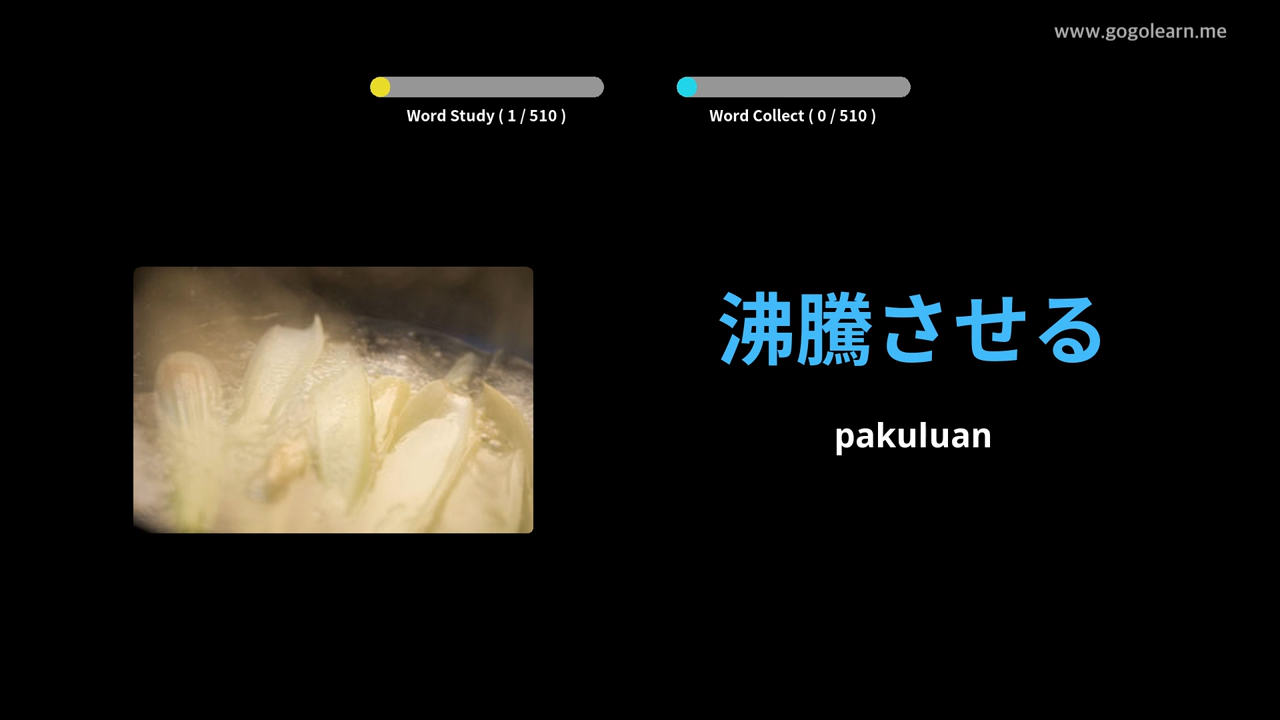 www.gogolearn.me
Word Study ( 1 / 510 )
Word Collect ( 0 / 510 )
沸騰させる
pakuluan